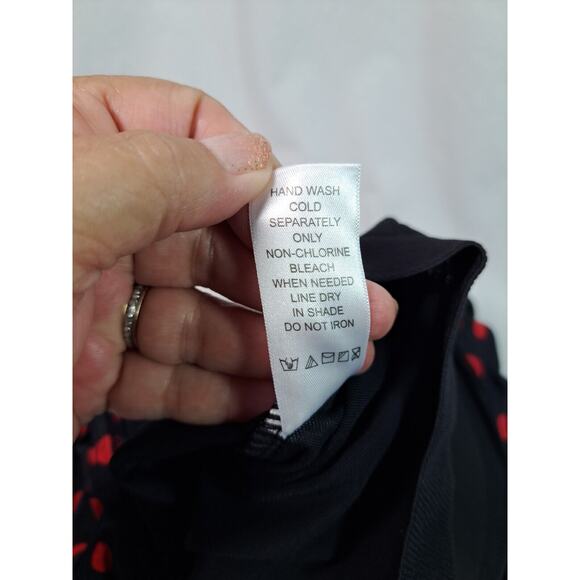 HAND WASH
COLD
SEPARATELY
ONLY
NON-CHLORINE
BLEACH
WHEN NEEDED
LINE DRY
IN SHADE
DO NOT IRON